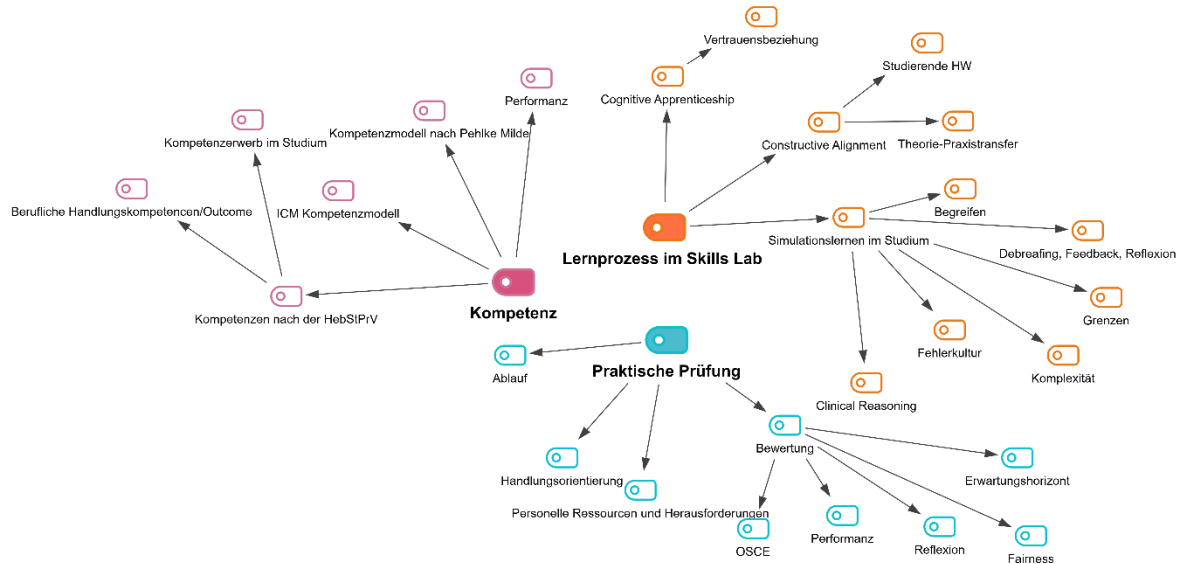 Vertrauensbeziehung
Studierende HW
Performanz
Cognitive Apprenticeship
Kompetenzmodell nach Pehlke Milde
Kompetenzerwerb im Studium
Constructive Alignment
Theorie-Praxistransfer
Berufliche Handlungskompetencen/Outcome
ICM Kompetenzmodell
Begreifen
Simulationslernen im Studium
Debreafing, Feedback, Reflexion
Lernprozess im Skills Lab
Kompetenz
Kompetenzen nach der HebStPrV
Grenzen
Fehlerkultur
Komplexität
Praktische Prüfung
Ablauf
Clinical Reasoning
Bewertung
Handlungsorientierung
Erwartungshorizont
Personelle Ressourcen und Herausforderungen
Performanz
OSCE
Reflexion
Fairness